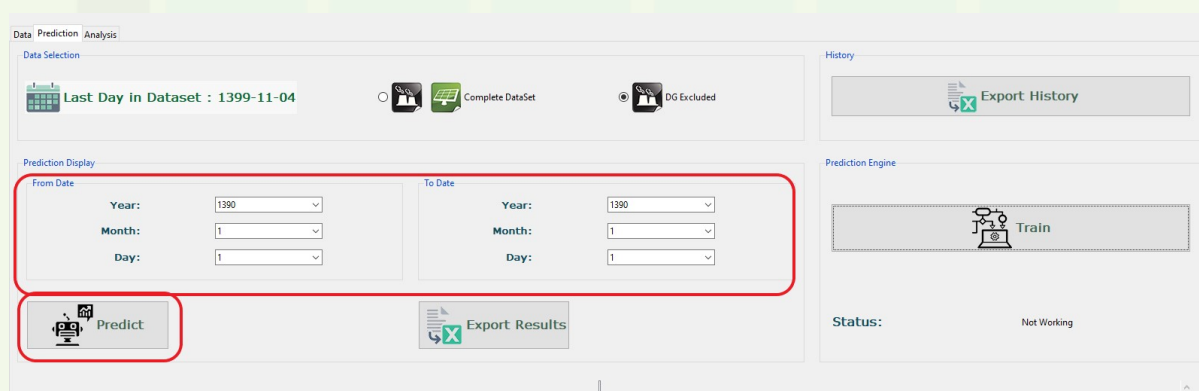 Data Prediction Analysis
Data Selection
Last Day in Dataset : 1399-11-04
Complete DataSet
DG Excluded
History
Export History
Prediction Display
From Date
Year: 1390
Month: 1
Day: 1
To Date
Year: 1390
Month: 1
Day: 1
Predict
Export Results
Prediction Engine
Train
Status: Not Working